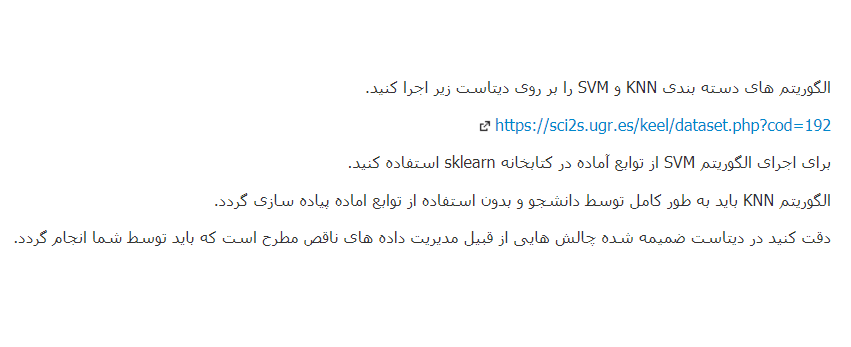 الگوریتم های دسته بندی KNN و SVM را بر روی دیتاست زیر اجرا کنید.
https://sci2s.ugr.es/keel/dataset.php?cod=192
برای اجرای الگوریتم SVM از توابع آماده در کتابخانه sklearn استفاده کنید.
الگوریتم KNN باید به طور کامل توسط دانشجو و بدون استفاده از توابع اماده پیاده سازی گردد.
دقت کنید در دیتاست ضمیمه شده چالش هایی از قبیل مدیریت داده های ناقص مطرح است که باید توسط شما انجام گردد.